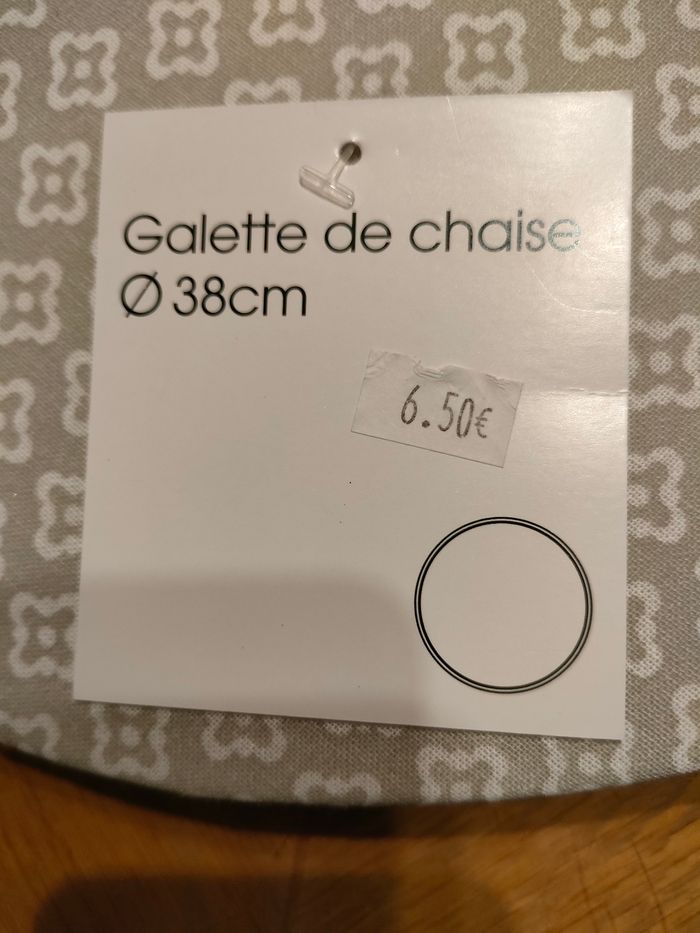 Galette de chaise
Ø 38cm
6.50€